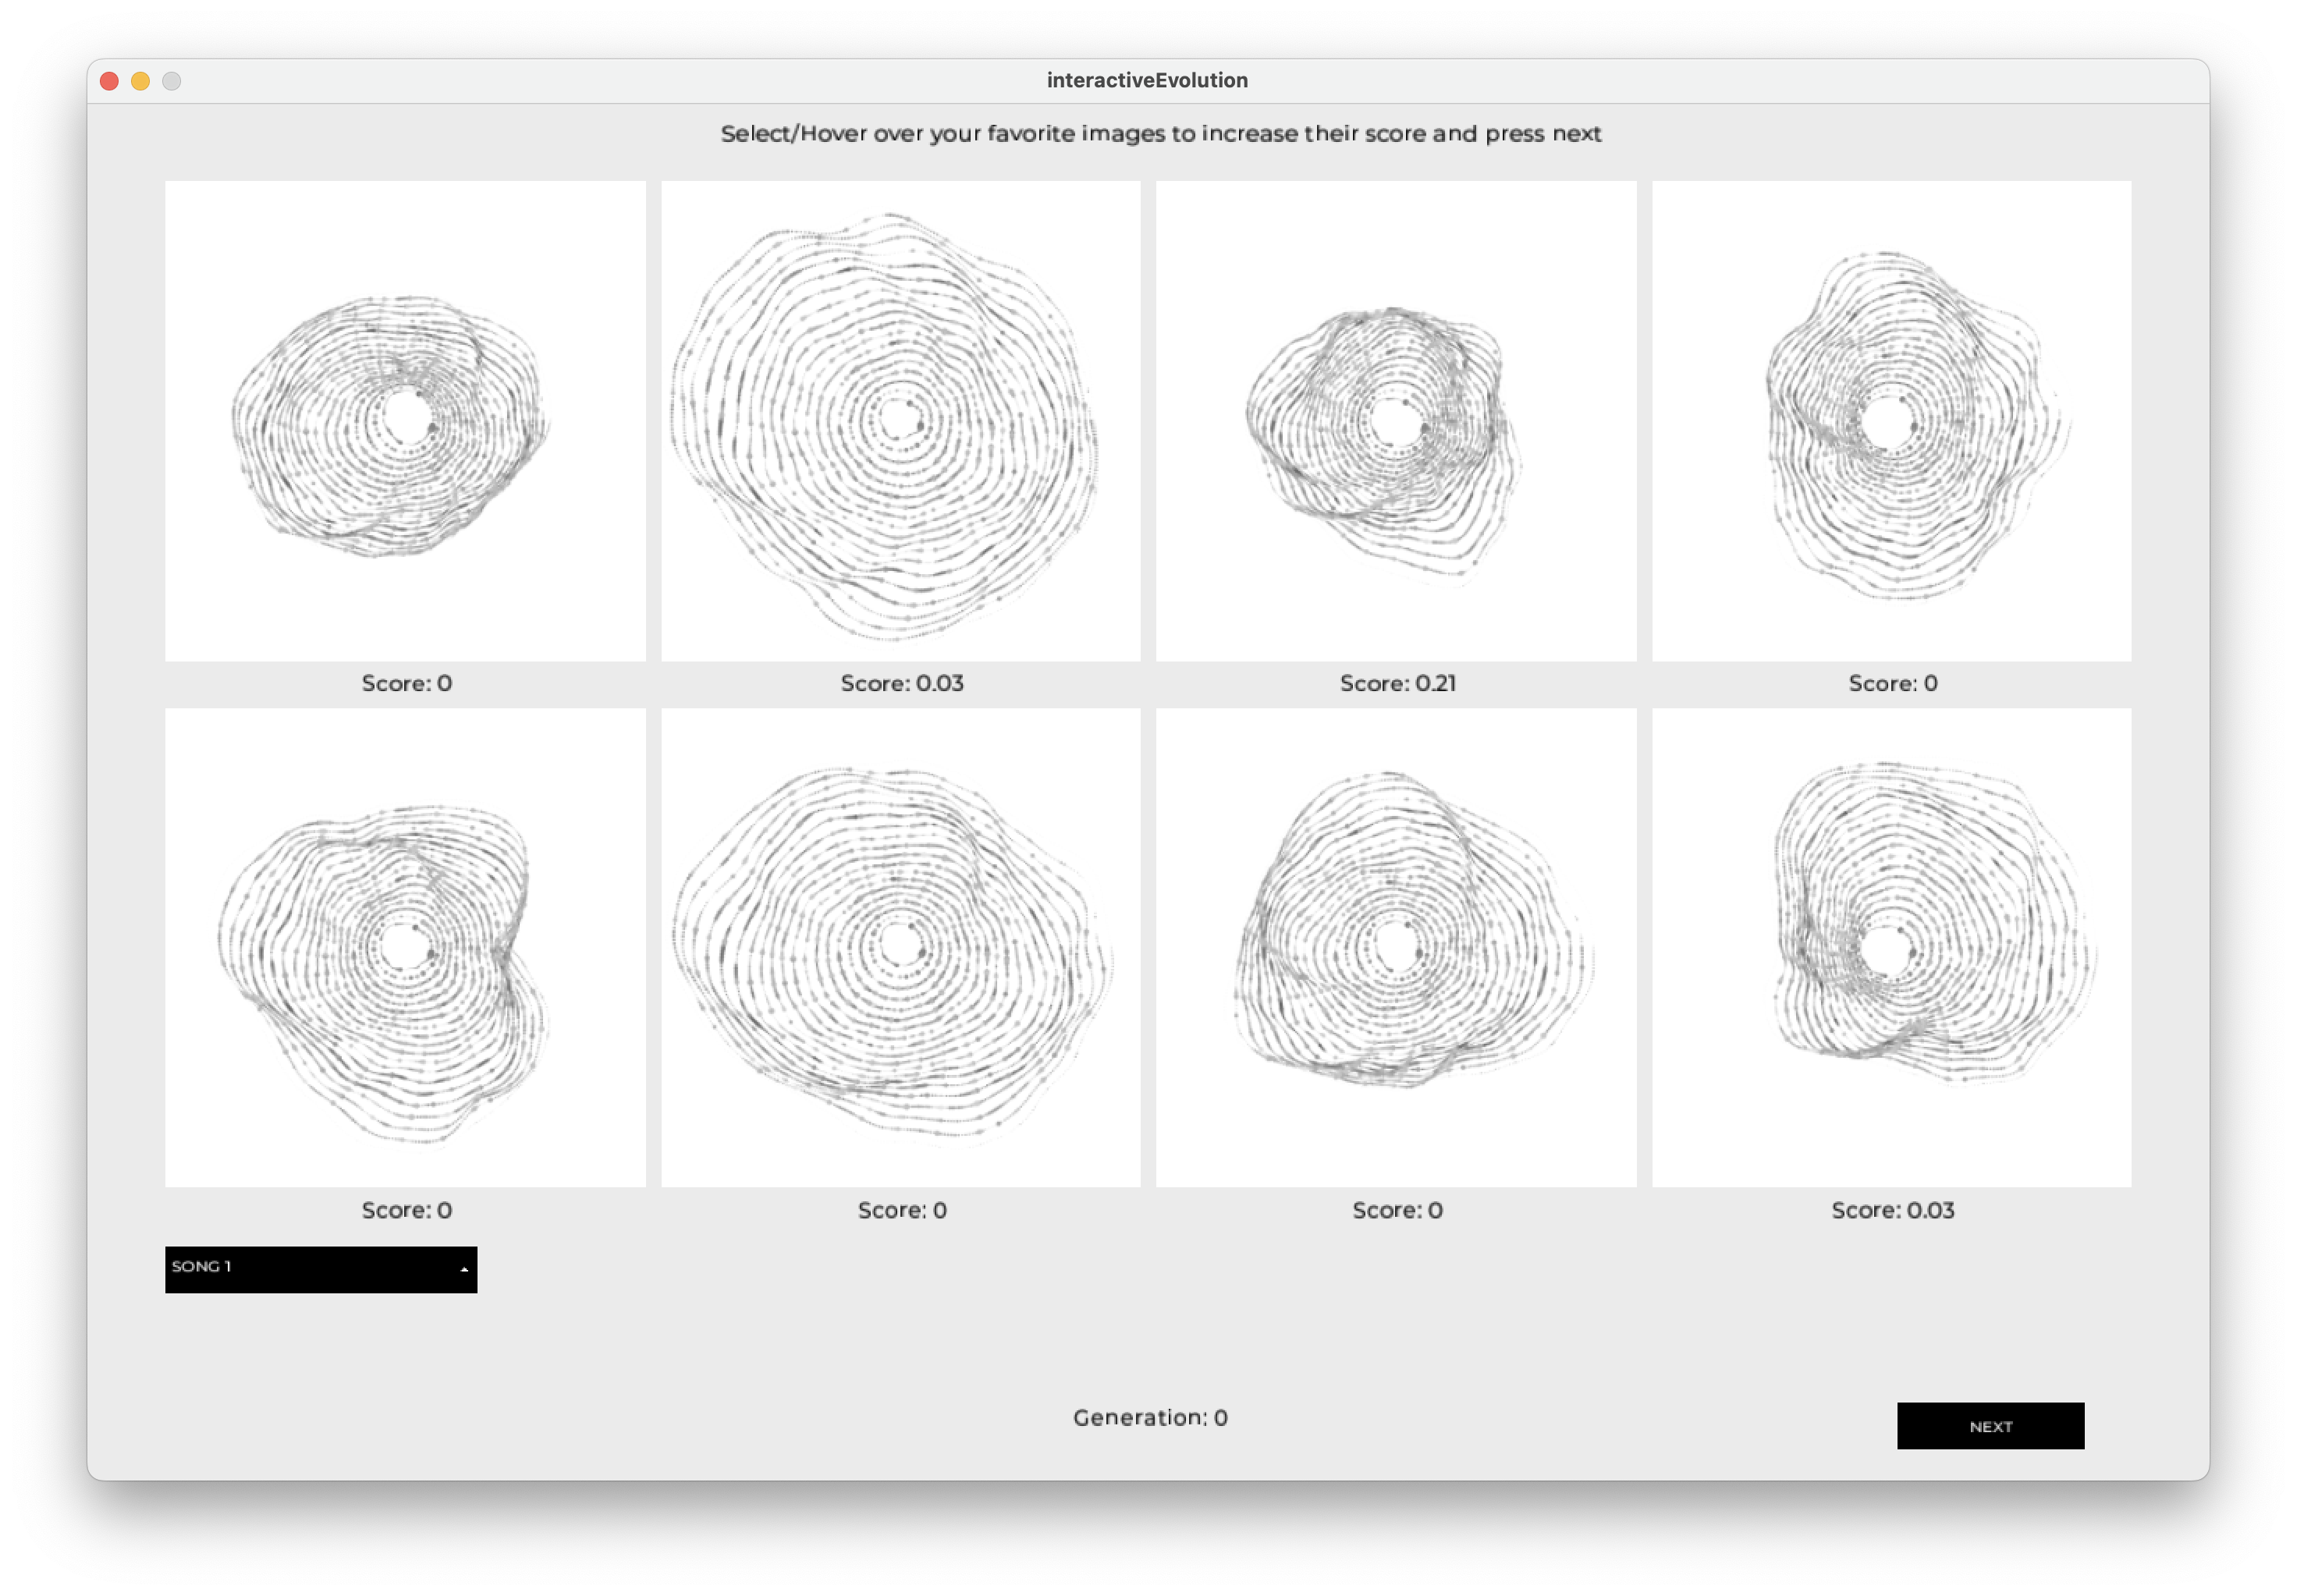 interactiveEvolution
Select/Hover over your favorite images to increase their score and press next
Score: 0
Score: 0.03
Score: 0.21
Score: 0
Score: 0
Score: 0
Score: 0
Score: 0.03
SONG 1
Generation: 0
NEXT